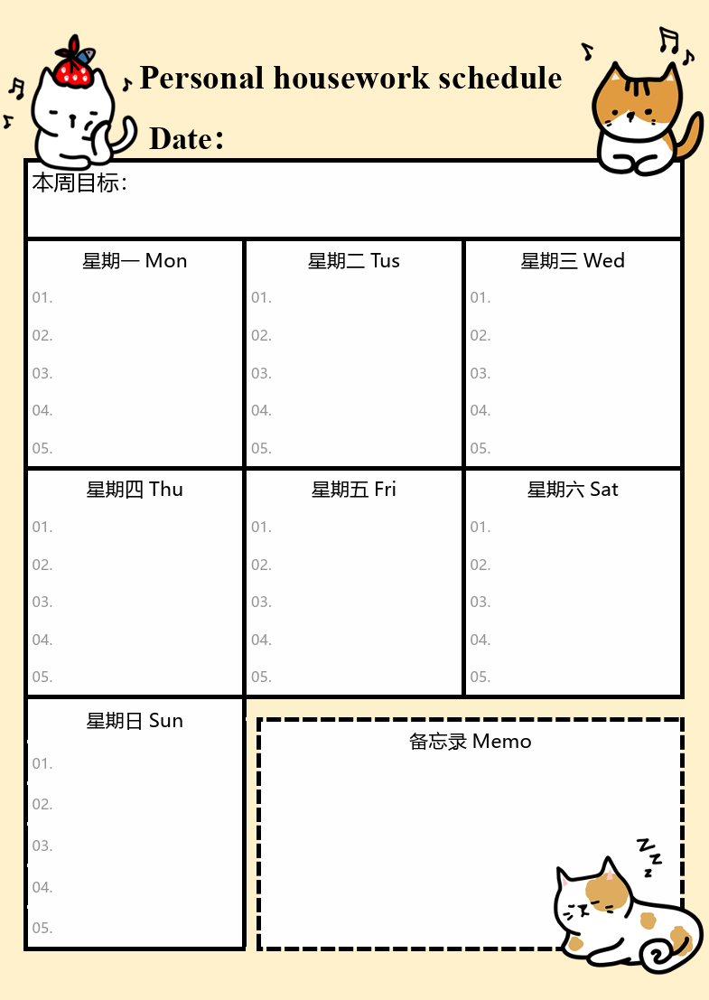 Personal housework schedule
Date：
本周目标：
星期一 Mon
01.
02.
03.
04.
05.
星期二 Tus
01.
02.
03.
04.
05.
星期三 Wed
01.
02.
03.
04.
05.
星期四 Thu
01.
02.
03.
04.
05.
星期五 Fri
01.
02.
03.
04.
05.
星期六 Sat
01.
02.
03.
04.
05.
星期日 Sun
01.
02.
03.
04.
05.
备忘录 Memo
z z z